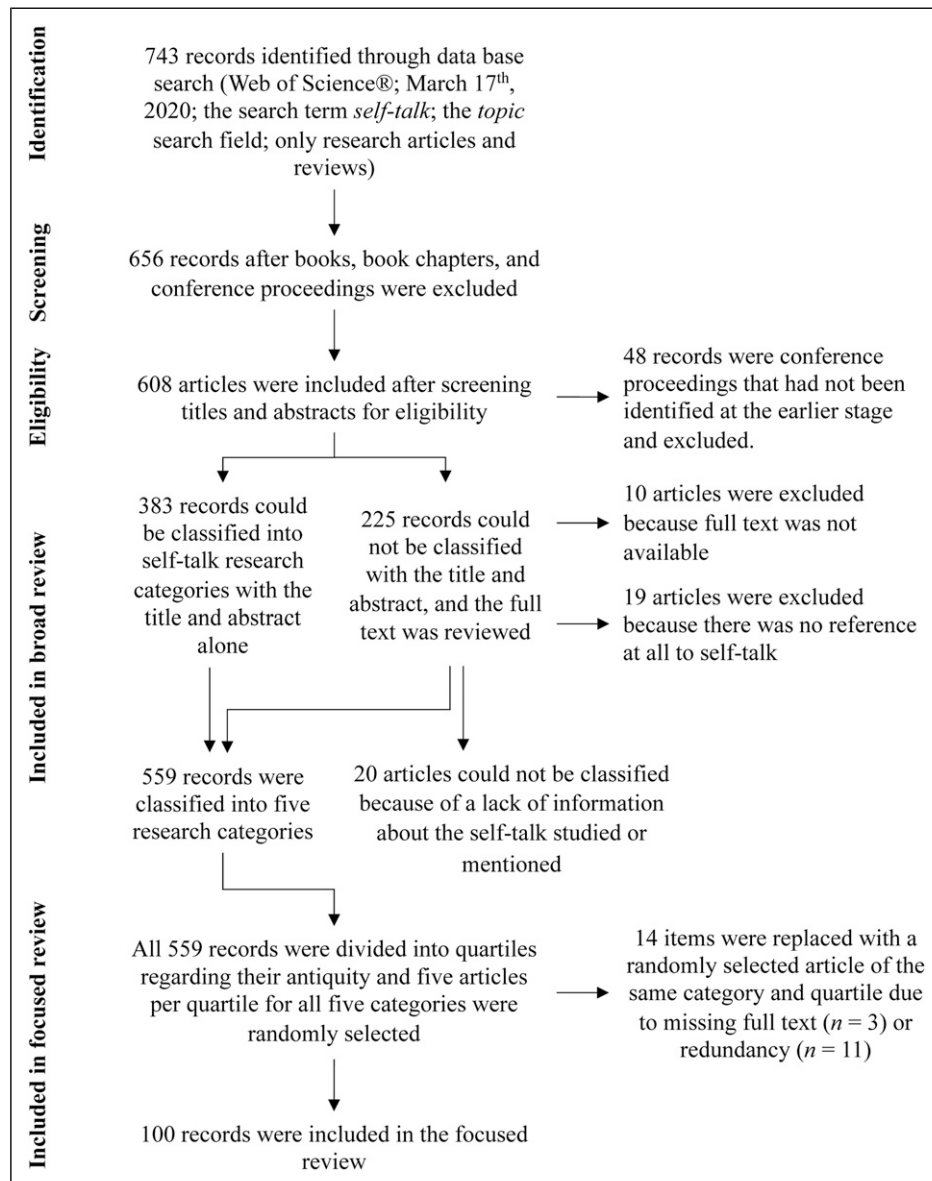 Identification
743 records identified through data base
search (Web of Science®; March 17th,
2020; the search term self-talk; the topic
search field; only research articles and
reviews)
Screening
656 records after books, book chapters, and
conference proceedings were excluded
Eligibility
608 articles were included after screening
titles and abstracts for eligibility
48 records were conference
proceedings that had not been
identified at the earlier stage
and excluded.
Included in broad review
383 records could
be classified into
self-talk research
categories with the
title and abstract
alone
225 records could
not be classified
with the title and
abstract, and the full
text was reviewed
10 articles were excluded
because full text was not
available
19 articles were excluded
because there was no reference
at all to self-talk
559 records were
classified into five
research categories
20 articles could not be classified
because of a lack of information
about the self-talk studied or
mentioned
Included in focused review
All 559 records were divided into quartiles
regarding their antiquity and five articles
per quartile for all five categories were
randomly selected
14 items were replaced with a
randomly selected article of the
same category and quartile due
to missing full text (n = 3) or
redundancy (n = 11)
100 records were included in the focused
review